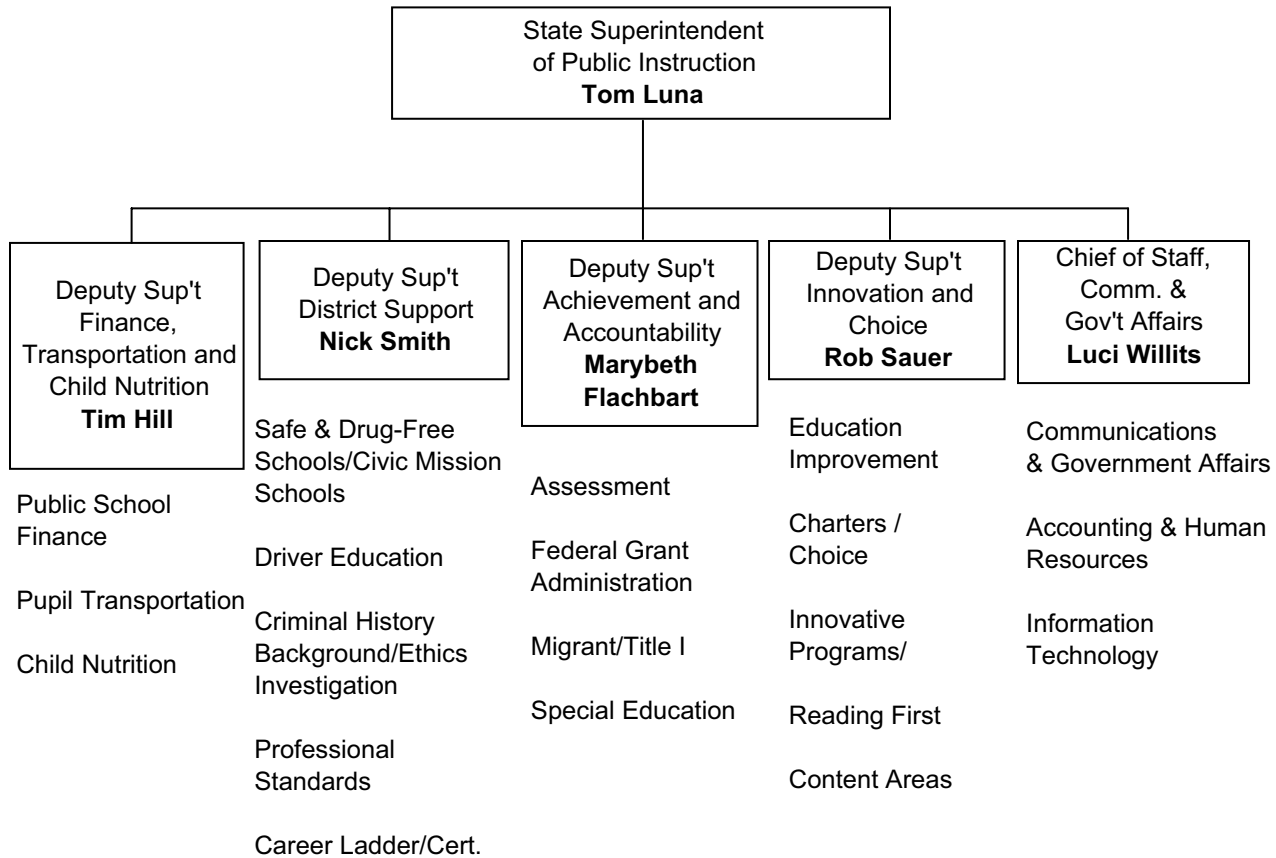 State Superintendent
of Public Instruction
Tom Luna
Deputy Sup't
Finance,
Transportation and
Child Nutrition
Tim Hill
Public School
Finance
Pupil Transportation
Child Nutrition
Deputy Sup't
District Support
Nick Smith
Safe & Drug-Free
Schools/Civic Mission
Schools
Driver Education
Criminal History
Background/Ethics
Investigation
Professional
Standards
Career Ladder/Cert.
Deputy Sup't
Achievement and
Accountability
Marybeth
Flachbart
Assessment
Federal Grant
Administration
Migrant/Title I
Special Education
Deputy Sup't
Innovation and
Choice
Rob Sauer
Education
Improvement
Charters /
Choice
Innovative
Programs/
Reading First
Content Areas
Chief of Staff,
Comm. &
Gov't Affairs
Luci Willits
Communications
& Government Affairs
Accounting & Human
Resources
Information
Technology